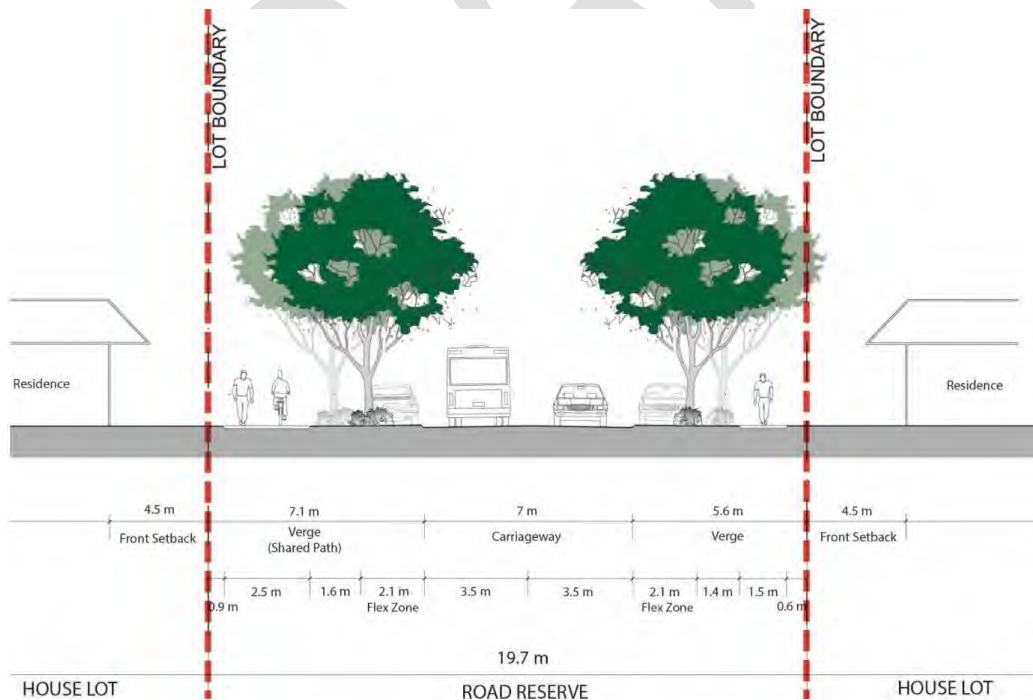 LOT BOUNDARY
LOT BOUNDARY
Residence
Residence
4.5 m
7.1 m
7 m
5.6 m
4.5 m
Front Setback
Verge
(Shared Path)
Carriageway
Verge
Front Setback
0.9 m
2.5 m
1.6 m
2.1 m
Flex Zone
3.5 m
3.5 m
2.1 m
Flex Zone
1.4 m
1.5 m
0.6 m
19.7 m
HOUSE LOT
ROAD RESERVE
HOUSE LOT